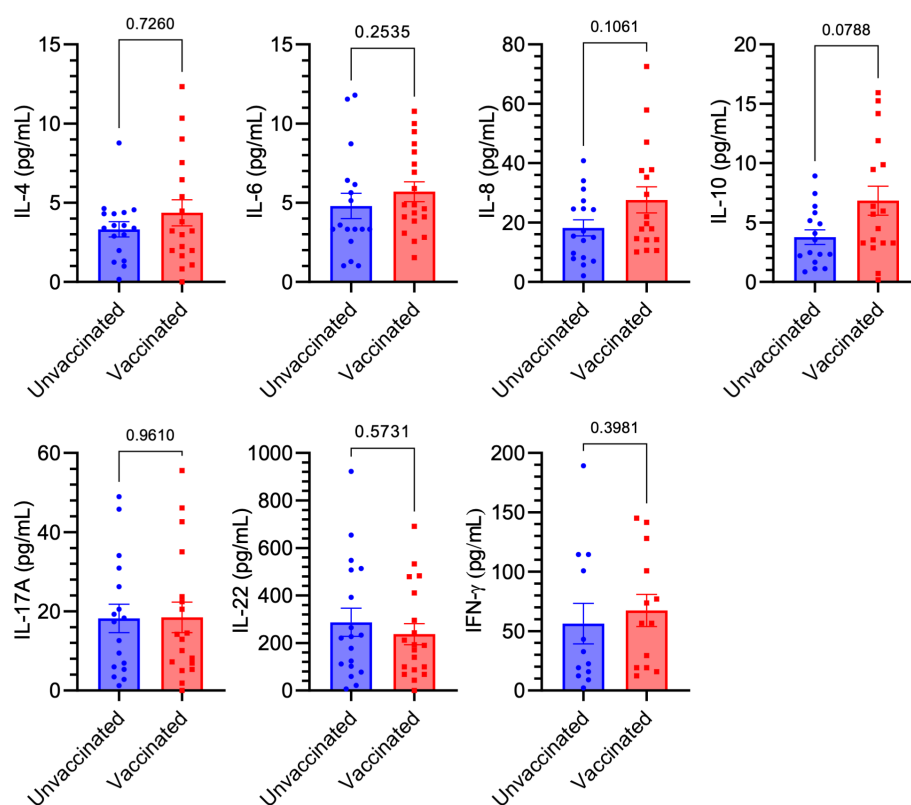 0.7260
IL-4 (pg/mL)
15
10
5
0
Unvaccinated
Vaccinated
0.2535
IL-6 (pg/mL)
15
10
5
0
Unvaccinated
Vaccinated
0.1061
IL-8 (pg/mL)
80
60
40
20
0
Unvaccinated
Vaccinated
0.0788
IL-10 (pg/mL)
20
15
10
5
0
Unvaccinated
Vaccinated
0.9610
IL-17A (pg/mL)
60
40
20
0
Unvaccinated
Vaccinated
0.5731
IL-22 (pg/mL)
1000
800
600
400
200
0
Unvaccinated
Vaccinated
0.3981
IFN-γ (pg/mL)
200
150
100
50
0
Unvaccinated
Vaccinated